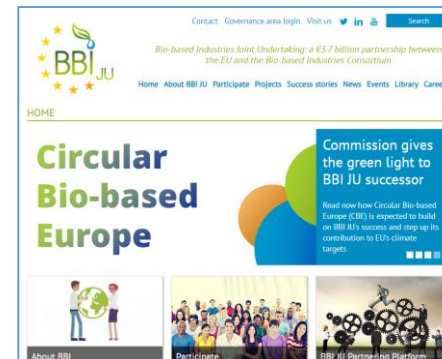 Contact Governance area login Visit us
Search
BBI JU
Bio-based Industries Joint Undertaking: a €3.7 billion partnership between
the EU and the Bio-based Industries Consortium
Home About BBI JU Participate Projects Success stories News Events Library Caree
HOME
Circular
Bio-based
Europe
Commission gives
the green light to
BBI JU successor
Read now how Circular Bio-based
Europe (CBE) is expected to build
on BBI JU's success and step up its
contribution to EU's climate
targets
About BBI
Participate
BBI JU Partnering Platform